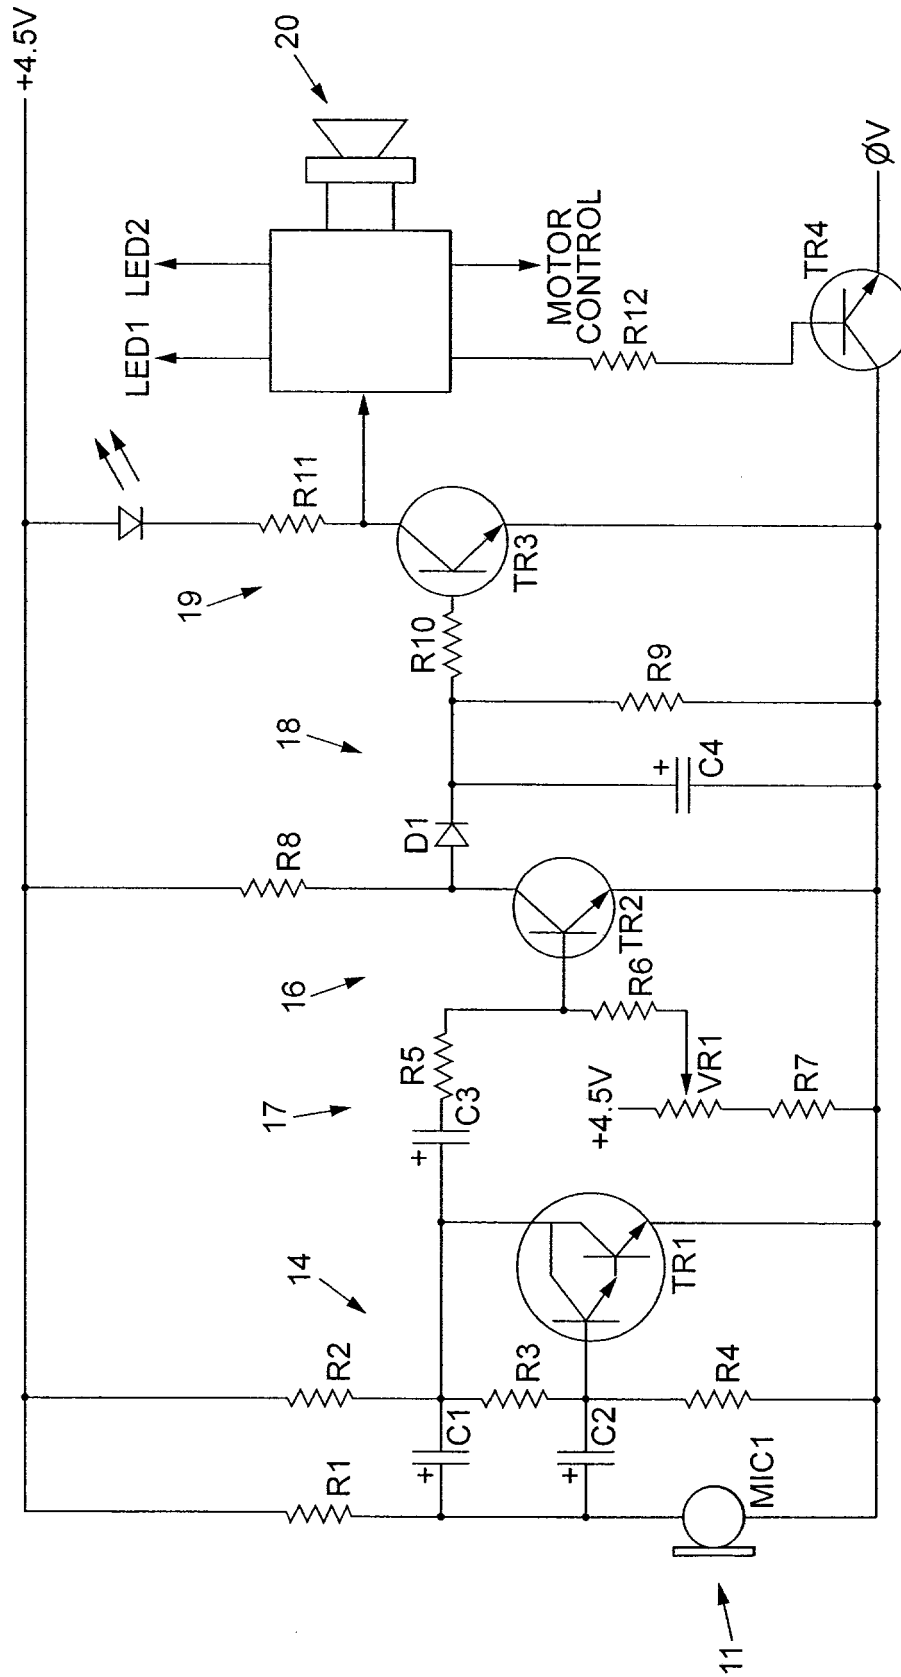 +4.5V
20
LED1
LED2
MOTOR
CONTROL
R12
TR4
ØV
R11
19
TR3
R10
18
R9
C4
D1
R8
16
TR2
R6
R5
C3
17
+4.5V
VR1
R7
14
TR1
R2
R3
R4
C1
C2
R1
MIC1
11
+
+
+
+